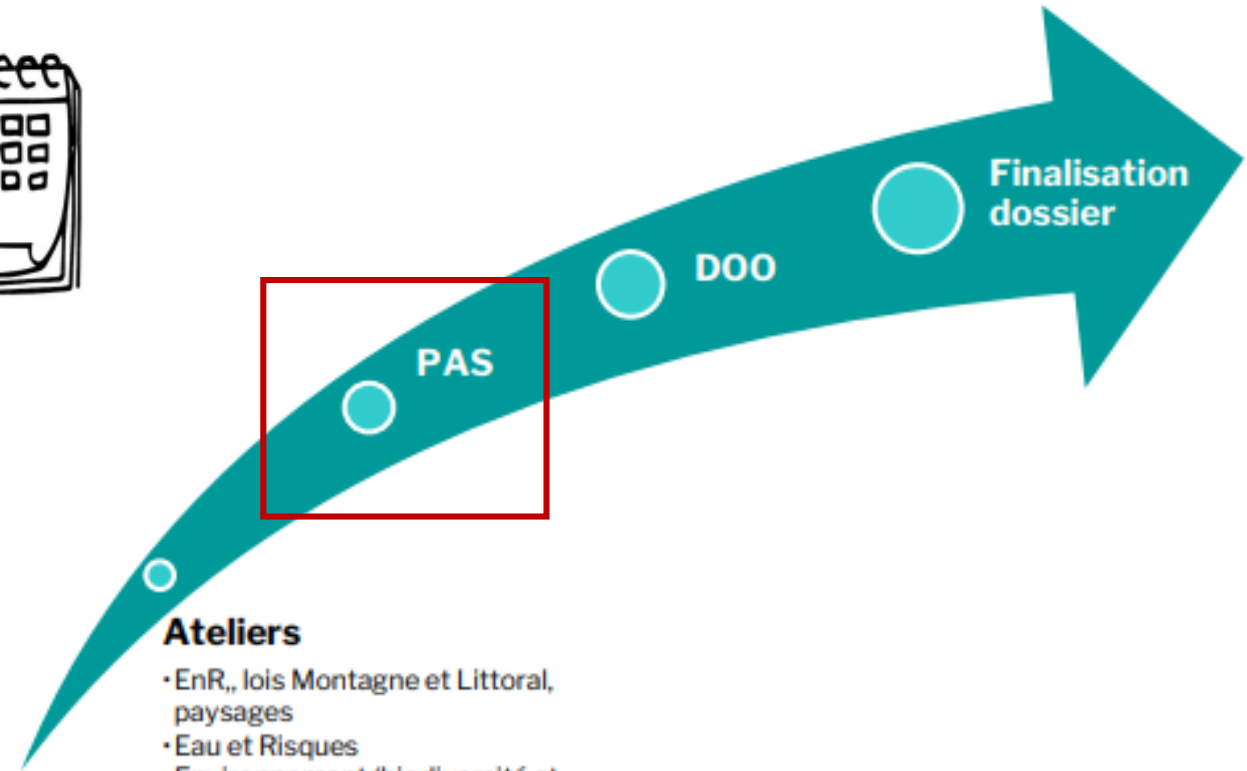 Finalisation
dossier
DOO
PAS
Ateliers
• EnR,, lois Montagne et Littoral,
paysages
• Eau et Risques